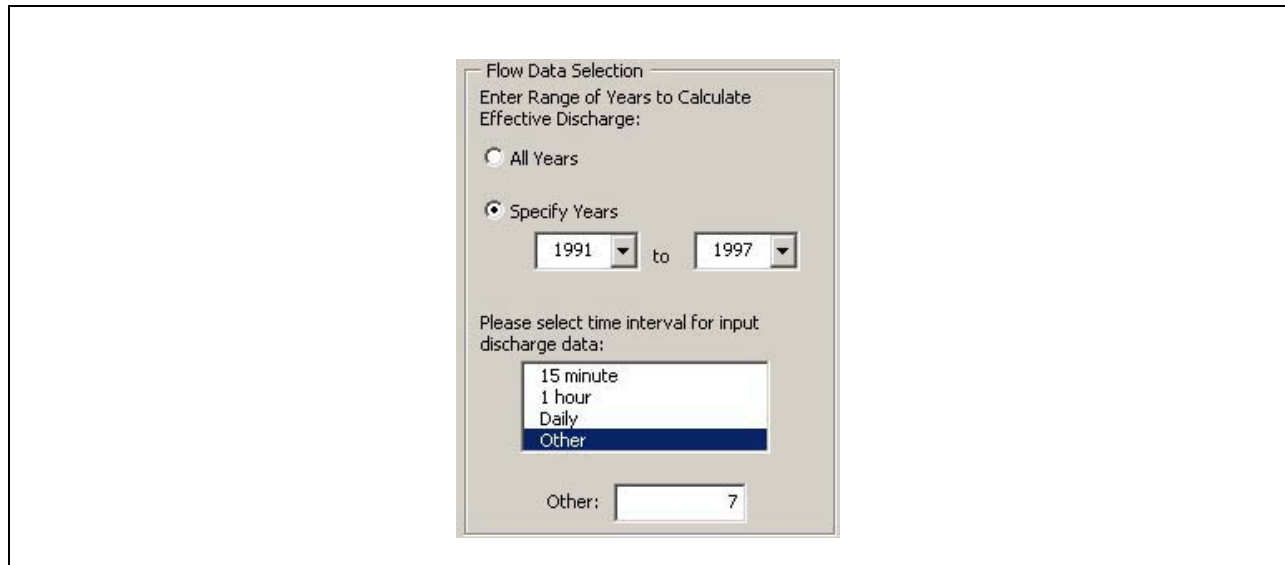 Flow Data Selection
Enter Range of Years to Calculate
Effective Discharge:
All Years
Specify Years
1991 to 1997
Please select time interval for input
discharge data:
15 minute
1 hour
Daily
Other
Other: 7